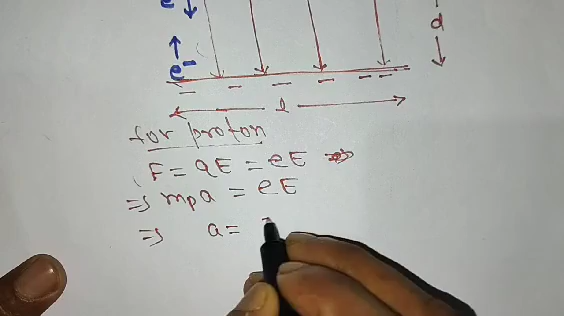 e
d
e⁻
l
for proton
F = qE = eE ⇒
⇒ mpa = eE
⇒ a =